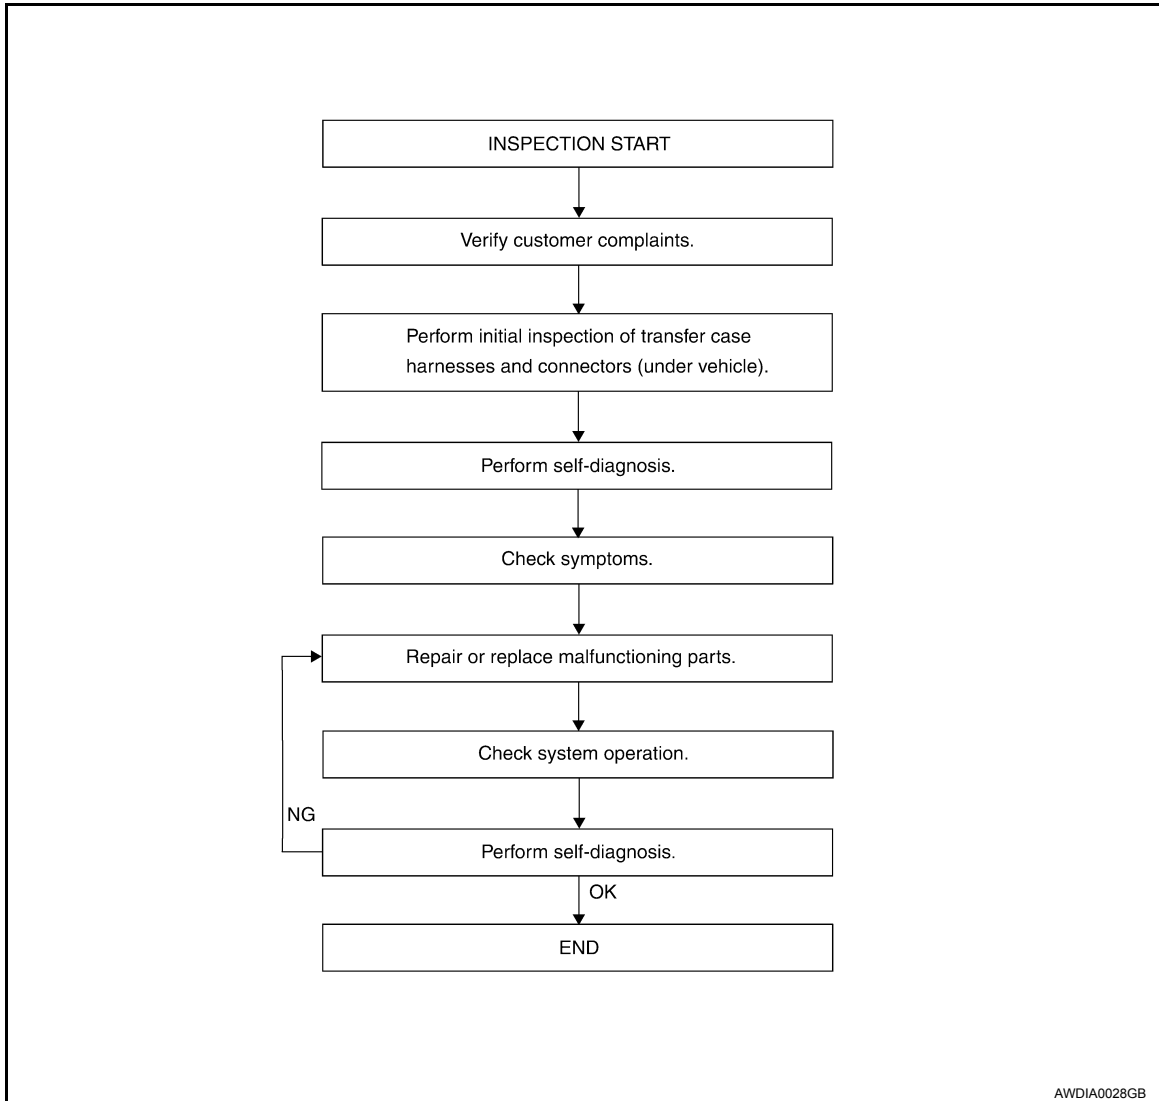 INSPECTION START
Verify customer complaints.
Perform initial inspection of transfer case
harnesses and connectors (under vehicle).
Perform self-diagnosis.
Check symptoms.
Repair or replace malfunctioning parts.
Check system operation.
NG
Perform self-diagnosis.
OK
END
AWDIA0028GB